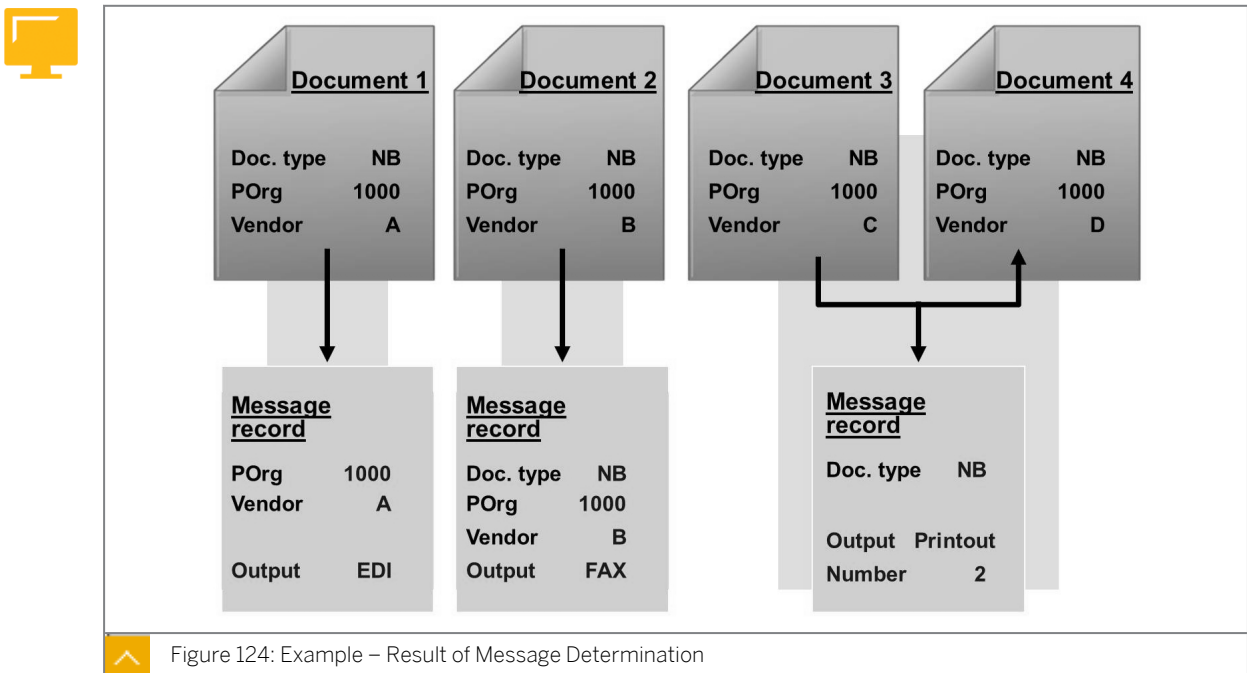 Document 1
Doc. type NB
POrg 1000
Vendor A
Document 2
Doc. type NB
POrg 1000
Vendor B
Document 3
Doc. type NB
POrg 1000
Vendor C
Document 4
Doc. type NB
POrg 1000
Vendor D
Message
record
POrg 1000
Vendor A
Output EDI
Message
record
Doc. type NB
POrg 1000
Vendor B
Output FAX
Message
record
Doc. type NB
Output Printout
Number 2
Figure 124: Example – Result of Message Determination